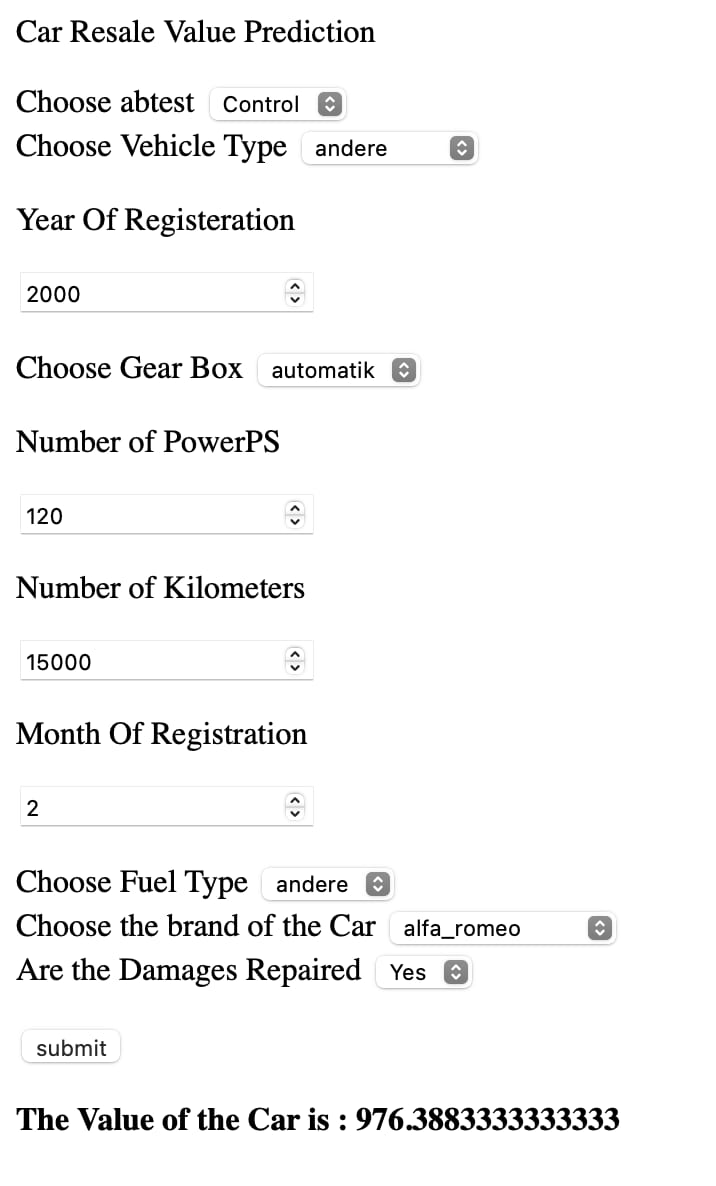 Car Resale Value Prediction
Choose abtest Control
Choose Vehicle Type andere
Year Of Registeration
2000
Choose Gear Box automatik
Number of PowerPS
120
Number of Kilometers
15000
Month Of Registration
2
Choose Fuel Type andere
Choose the brand of the Car alfa_romeo
Are the Damages Repaired Yes
submit
The Value of the Car is : 976.3883333333333